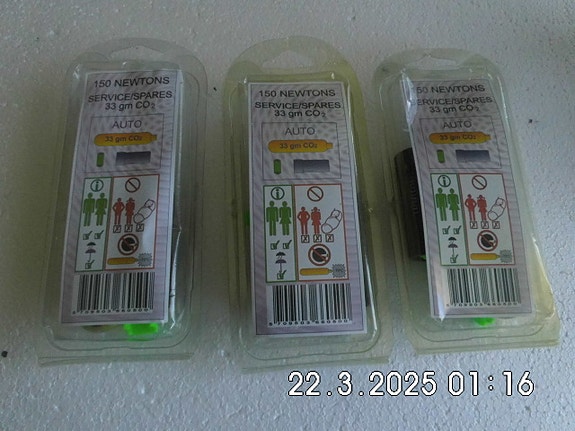 150 NEWTONS
SERVICE/SPARES
33 gm CO2
AUTO
33 gm CO2
150 NEWTONS
SERVICE/SPARES
33 gm CO2
AUTO
33 gm CO2
150 NEWTONS
SERVICE/SPARES
33 gm CO2
AUTO
33 gm CO2
22.3.2025 01:16